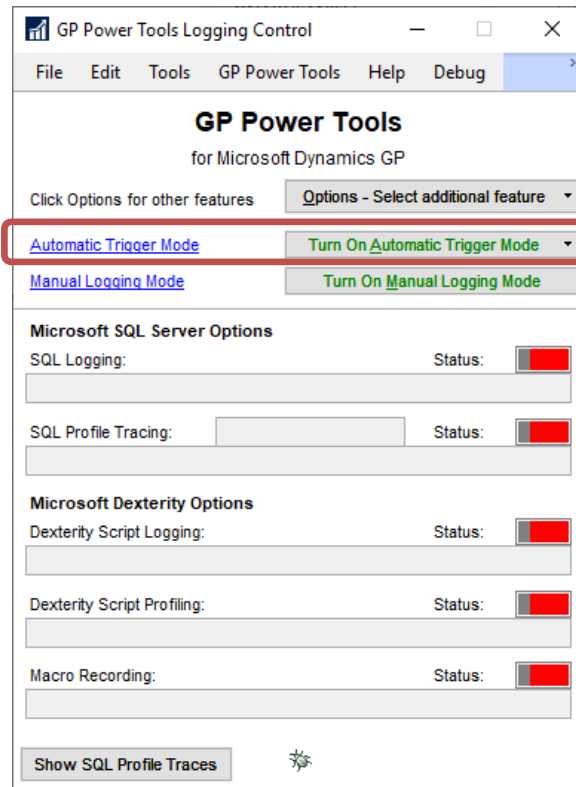 GP Power Tools Logging Control
File Edit Tools GP Power Tools Help Debug
GP Power Tools
for Microsoft Dynamics GP
Click Options for other features Options - Select additional feature
Automatic Trigger Mode Turn On Automatic Trigger Mode
Manual Logging Mode Turn On Manual Logging Mode
Microsoft SQL Server Options
SQL Logging: Status:
SQL Profile Tracing: Status:
Microsoft Dexterity Options
Dexterity Script Logging: Status:
Dexterity Script Profiling: Status:
Macro Recording: Status:
Show SQL Profile Traces